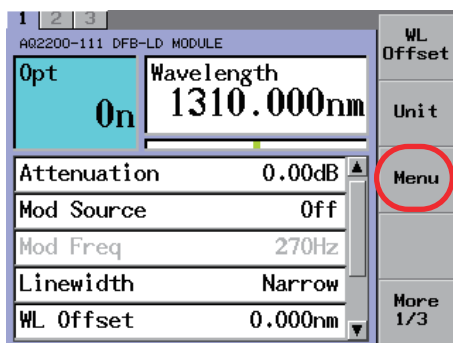 1 2 3
AQ2200-111 DFB-LD MODULE
Opt
On
Wavelength
1310.000nm
Attenuation 0.00dB
Mod Source Off
Mod Freq 270Hz
Linewidth Narrow
WL Offset 0.000nm
WL
Offset
Unit
Menu
More
1/3